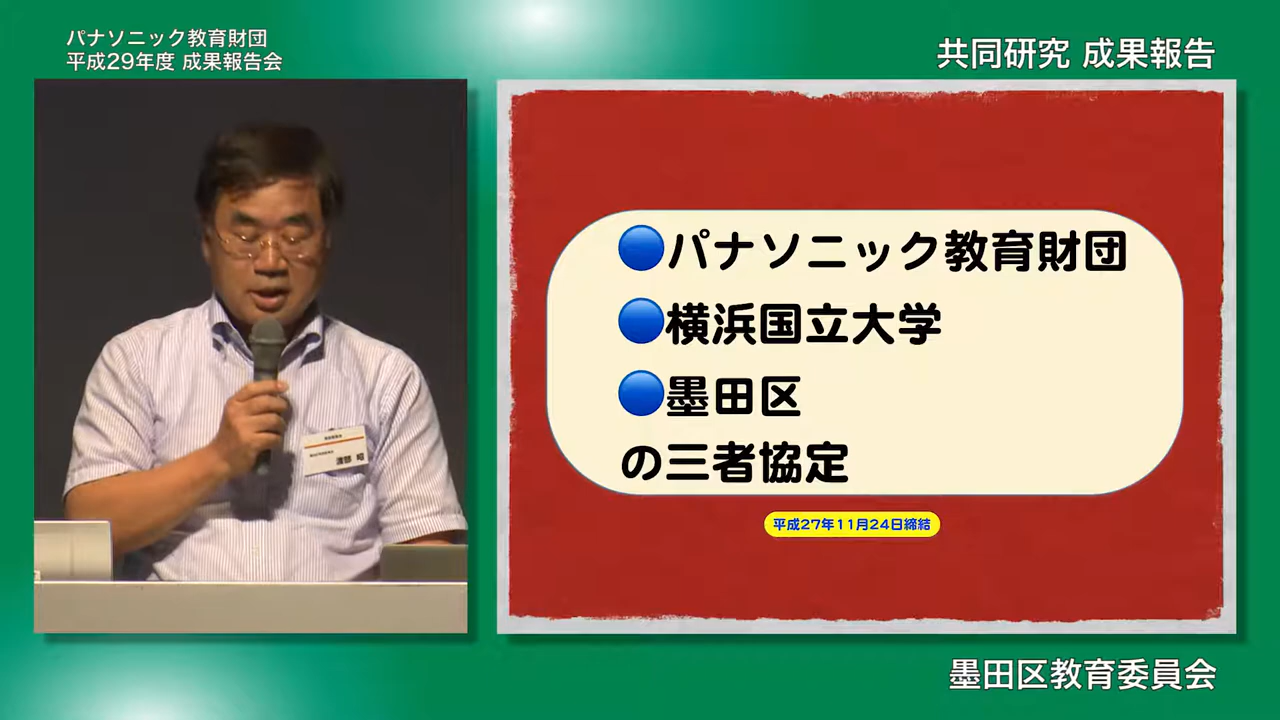 パナソニック教育財団
平成29年度 成果報告会
共同研究 成果報告
🔵パナソニック教育財団
🔵横浜国立大学
🔵墨田区
の三者協定
平成27年11月24日締結
墨田区教育委員会